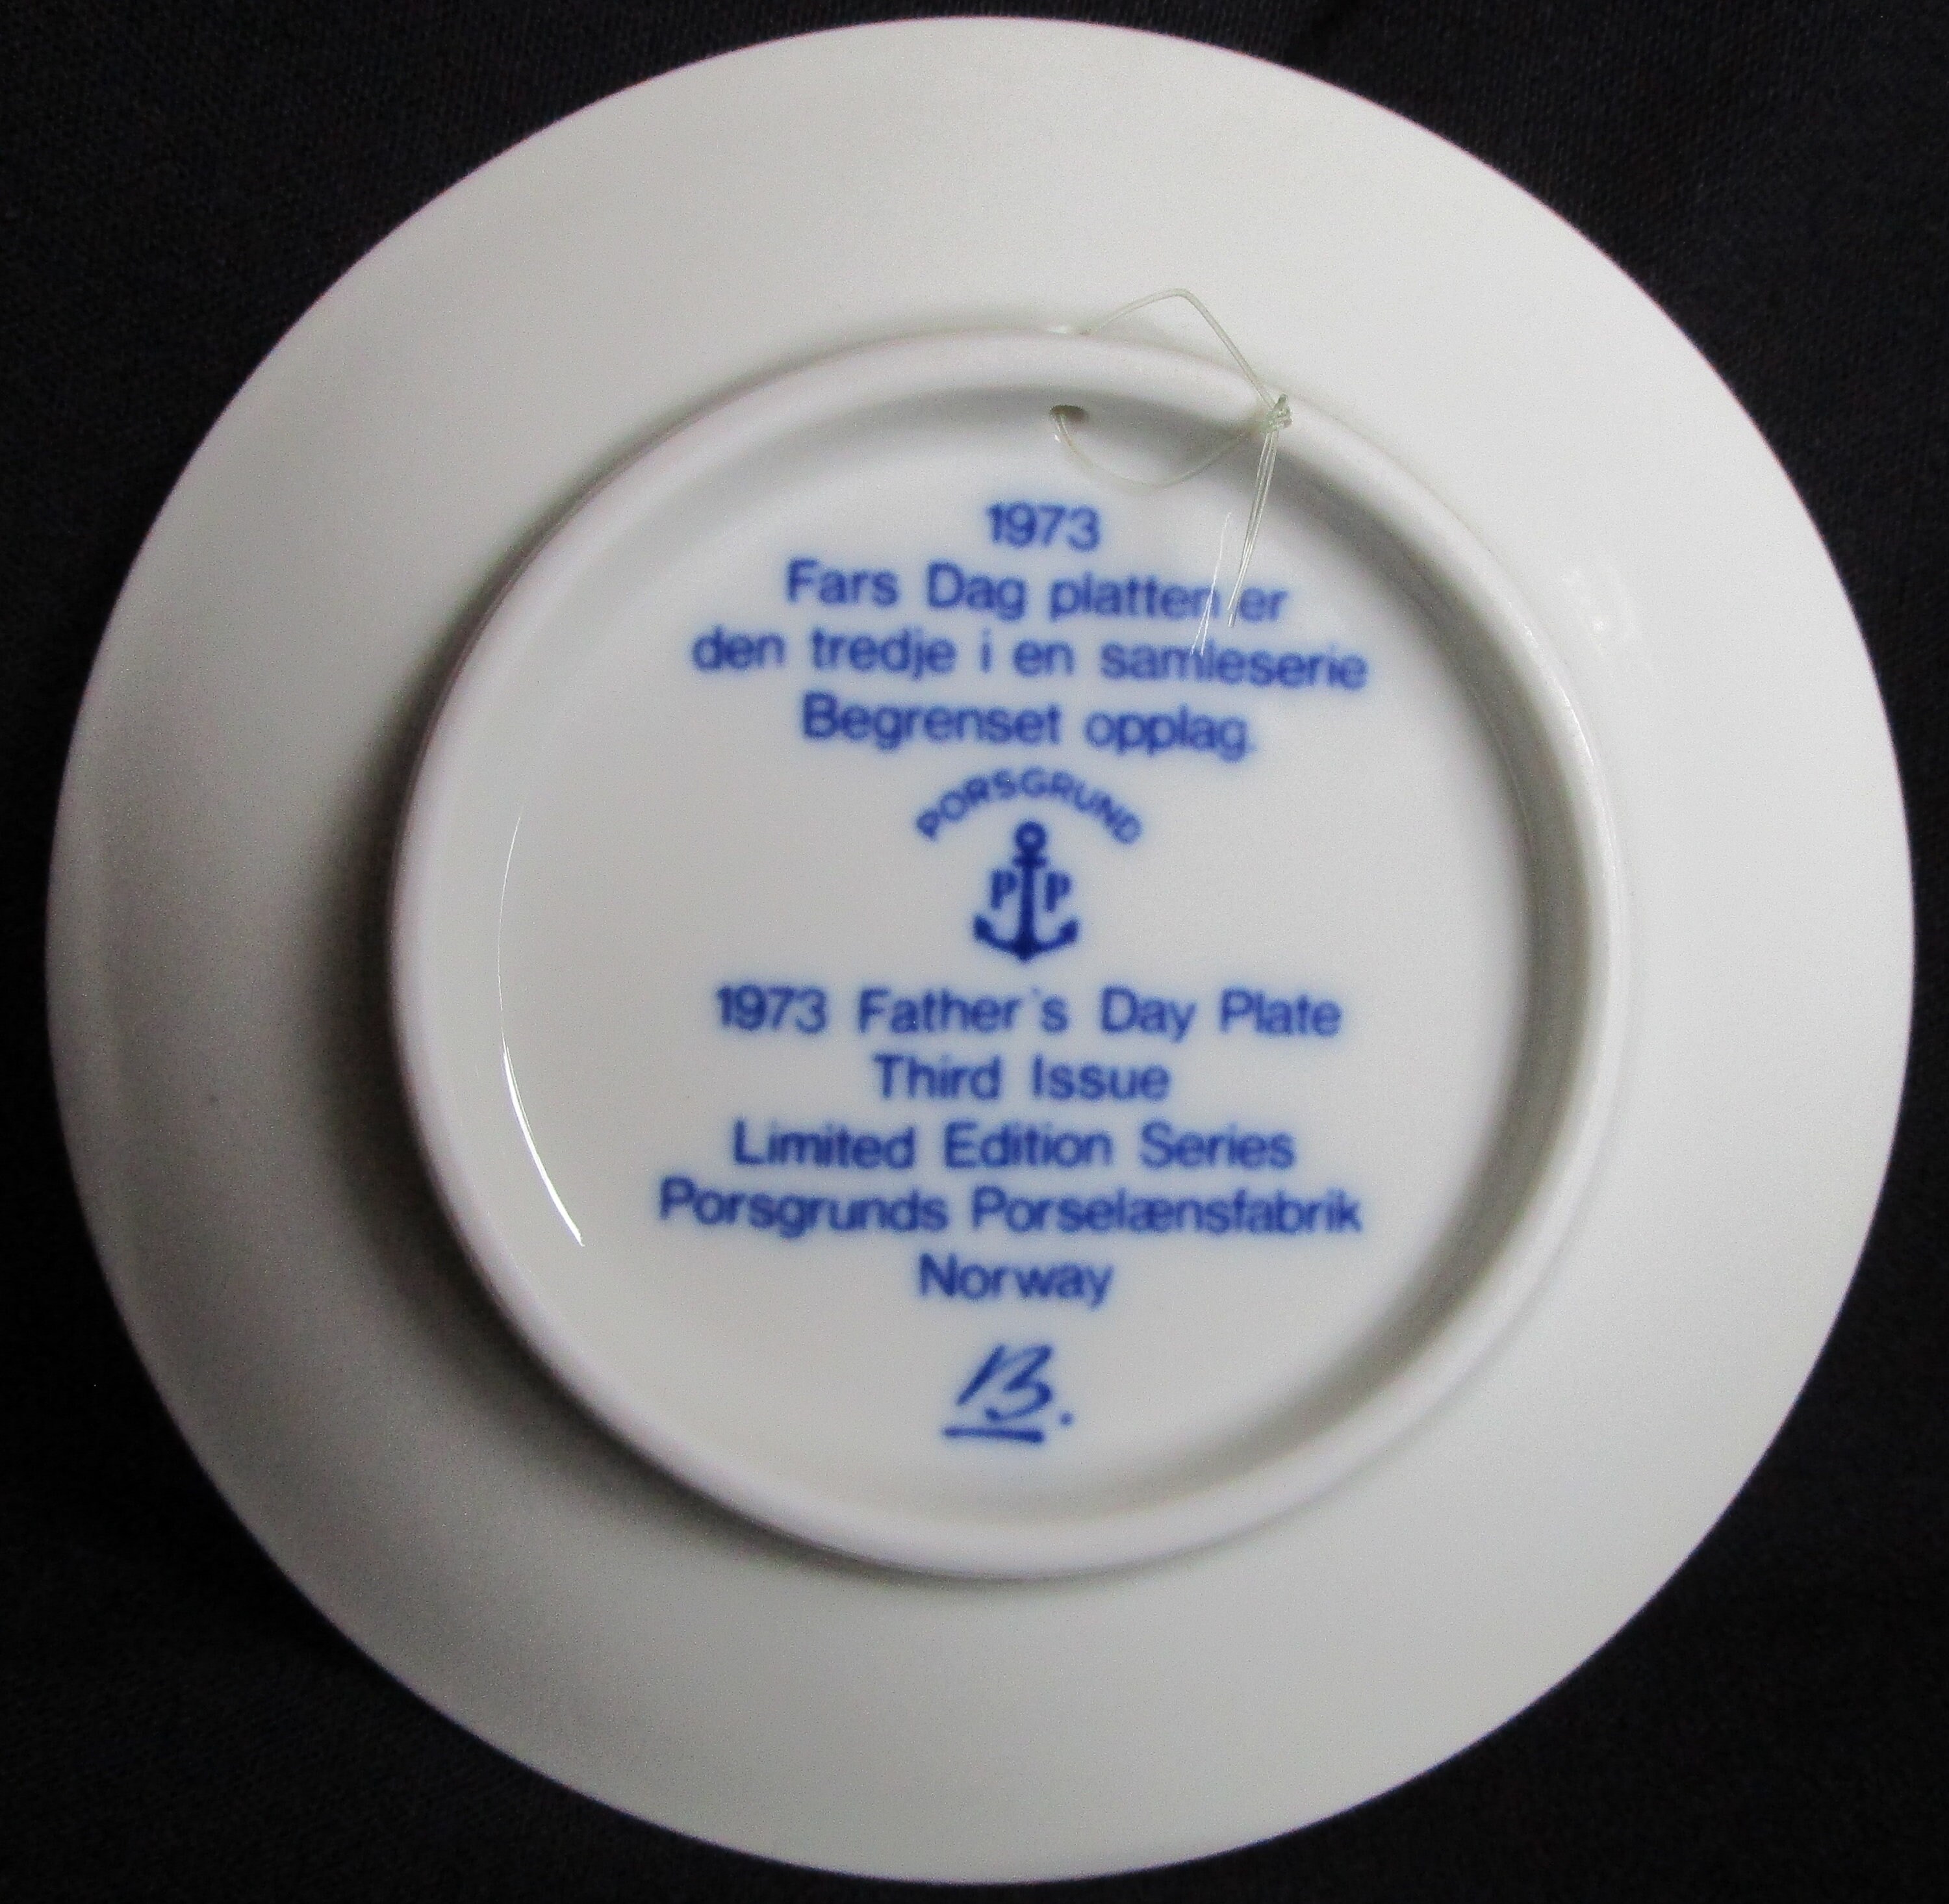 1973
Fars Dag platten er
den tredje i en samleserie
Begrenset opplag.
PORSGRUND
P P
1973 Father's Day Plate
Third Issue
Limited Edition Series
Porsgrunds Porselænsfabrik
Norway
B.